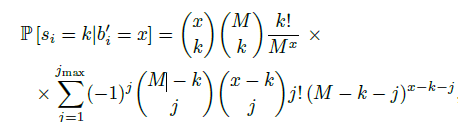 ℙ[s_i = k|b'_i = x] = \binom{x}{k} \binom{M}{k} \frac{k!}{M^x} ×
× \sum_{j=1}^{j_{max}} (-1)^j \binom{M-k}{j} \binom{x-k}{j} j! (M - k - j)^{x-k-j}